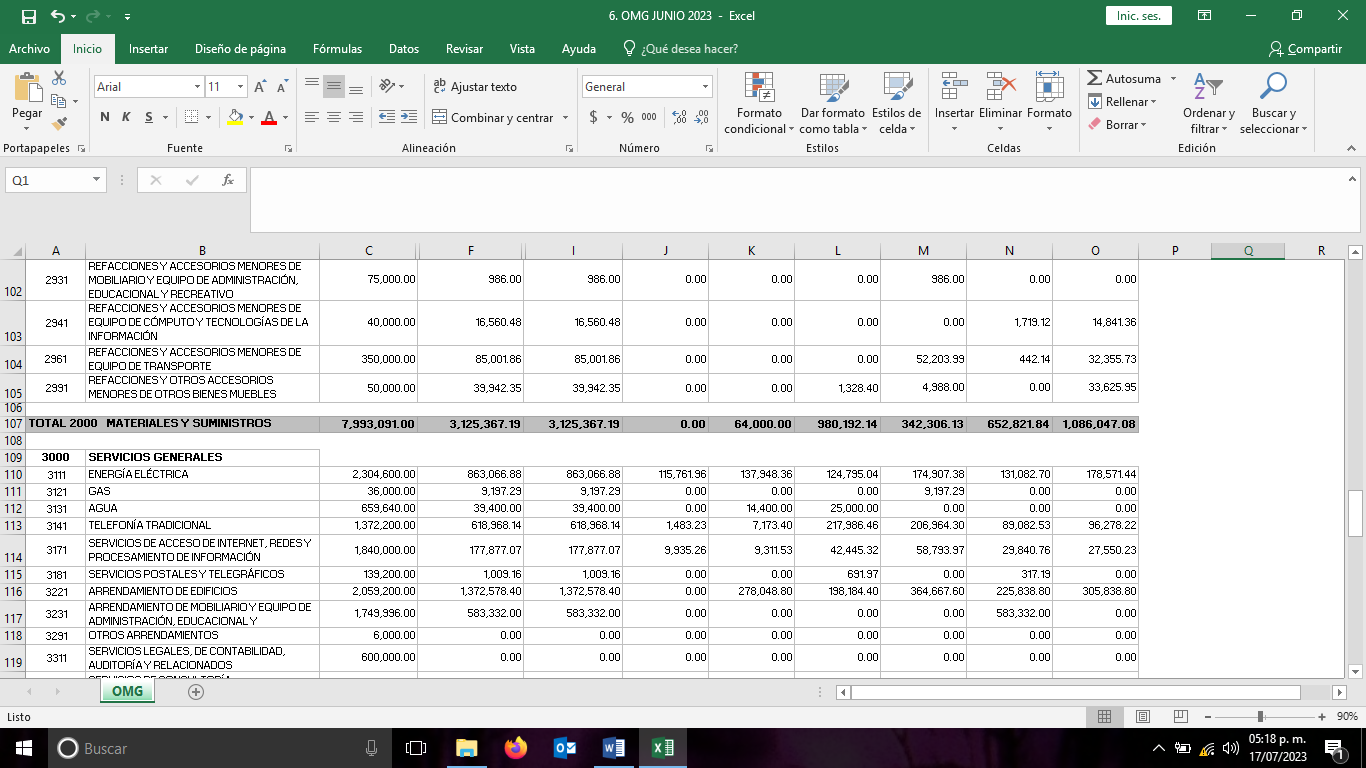 6. OMG JUNIO 2023 - Excel
Inic. ses.
Archivo Inicio Insertar Diseño de página Fórmulas Datos Revisar Vista Ayuda ¿Qué desea hacer? Compartir
Pegar
Portapapeles
Arial 11
N K S
Fuente
Ajustar texto
Combinar y centrar
Alineación
General
$ % 000
Número
Formato condicional
Dar formato como tabla
Estilos de celda
Estilos
Insertar
Eliminar
Formato
Celdas
Autosuma
Rellenar
Borrar
Ordenar y filtrar
Buscar y seleccionar
Edición
Q1 fx
A B C F I J K L M N O P Q R
102 2931 REFACCIONES Y ACCESORIOS MENORES DE
MOBILIARIO Y EQUIPO DE ADMINISTRACIÓN,
EDUCACIONAL Y RECREATIVO
75,000.00 986.00 986.00 0.00 0.00 0.00 986.00 0.00 0.00
103 2941 REFACCIONES Y ACCESORIOS MENORES DE
EQUIPO DE CÓMPUTO Y TECNOLOGÍAS DE LA
INFORMACIÓN
40,000.00 16,560.48 16,560.48 0.00 0.00 0.00 0.00 1,719.12 14,841.36
104 2961 REFACCIONES Y ACCESORIOS MENORES DE
EQUIPO DE TRANSPORTE
350,000.00 85,001.86 85,001.86 0.00 0.00 0.00 52,203.99 442.14 32,355.73
105 2991 REFACCIONES Y OTROS ACCESORIOS
MENORES DE OTROS BIENES MUEBLES
50,000.00 39,942.35 39,942.35 0.00 0.00 1,328.40 4,988.00 0.00 33,625.95
106
107 TOTAL 2000 MATERIALES Y SUMINISTROS 7,993,091.00 3,125,367.19 3,125,367.19 0.00 64,000.00 980,192.14 342,306.13 652,821.84 1,086,047.08
108
109 3000 SERVICIOS GENERALES
110 3111 ENERGÍA ELÉCTRICA 2,304,600.00 863,066.88 863,066.88 115,761.96 137,948.36 124,795.04 174,907.38 131,082.70 178,571.44
111 3121 GAS 36,000.00 9,197.29 9,197.29 0.00 0.00 0.00 9,197.29 0.00 0.00
112 3131 AGUA 659,640.00 39,400.00 39,400.00 0.00 14,400.00 25,000.00 0.00 0.00 0.00
113 3141 TELEFONÍA TRADICIONAL 1,372,200.00 618,968.14 618,968.14 1,483.23 7,173.40 217,986.46 206,964.30 89,082.53 96,278.22
114 3171 SERVICIOS DE ACCESO DE INTERNET, REDES Y
PROCESAMIENTO DE INFORMACIÓN
1,840,000.00 177,877.07 177,877.07 9,935.26 9,311.53 42,445.32 58,793.97 29,840.76 27,550.23
115 3181 SERVICIOS POSTALES Y TELEGRÁFICOS 139,200.00 1,009.16 1,009.16 0.00 0.00 691.97 0.00 317.19 0.00
116 3221 ARRENDAMIENTO DE EDIFICIOS 2,059,200.00 1,372,578.40 1,372,578.40 0.00 278,048.80 198,184.40 364,667.60 225,838.80 305,838.80
117 3231 ARRENDAMIENTO DE MOBILIARIO Y EQUIPO DE
ADMINISTRACIÓN, EDUCACIONAL Y
1,749,996.00 583,332.00 583,332.00 0.00 0.00 0.00 0.00 583,332.00 0.00
118 3291 OTROS ARRENDAMIENTOS 6,000.00 0.00 0.00 0.00 0.00 0.00 0.00 0.00 0.00
119 3311 SERVICIOS LEGALES, DE CONTABILIDAD,
AUDITORÍA Y RELACIONADOS
600,000.00 0.00 0.00 0.00 0.00 0.00 0.00 0.00 0.00
OMG
Listo 90%
Buscar
05:18 p. m.
17/07/2023
1